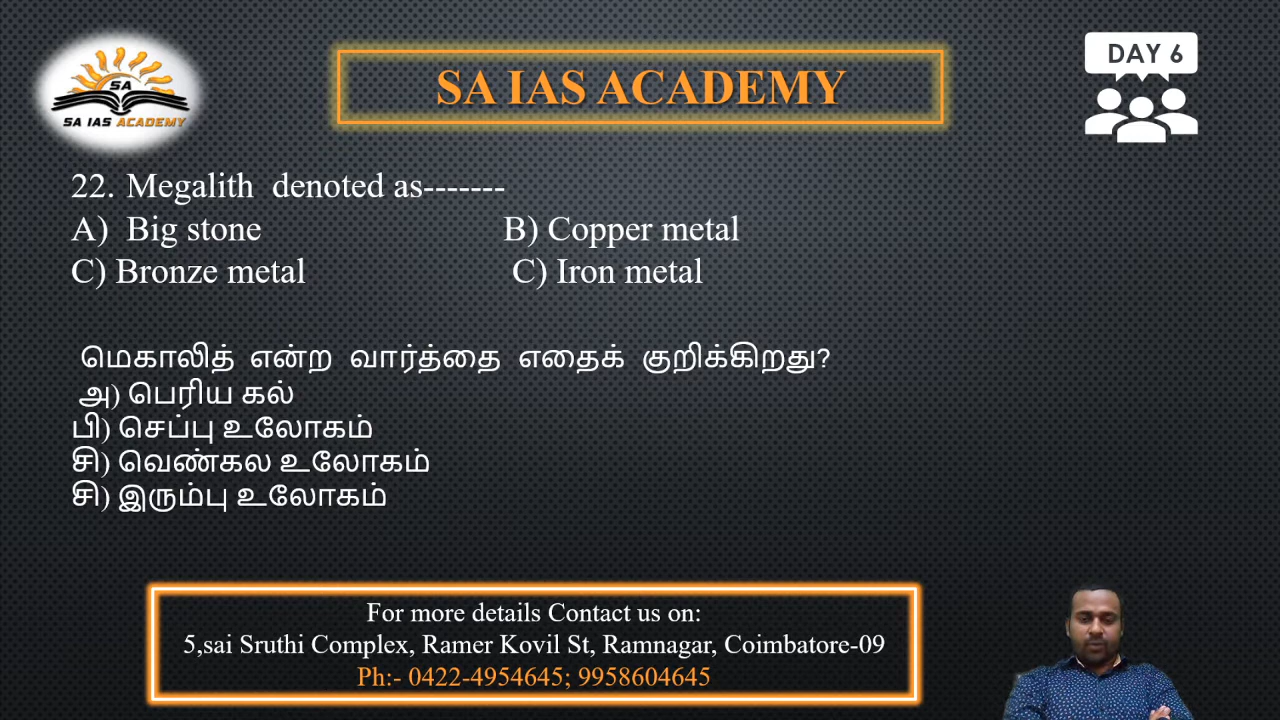 SA
SA IAS ACADEMY
SA IAS ACADEMY
DAY 6
22. Megalith denoted as-------
A) Big stone B) Copper metal
C) Bronze metal C) Iron metal
மெகாலித் என்ற வார்த்தை எதைக் குறிக்கிறது?
அ) பெரிய கல்
பி) செப்பு உலோகம்
சி) வெண்கல உலோகம்
சி) இரும்பு உலோகம்
For more details Contact us on:
5,sai Sruthi Complex, Ramer Kovil St, Ramnagar, Coimbatore-09
Ph:- 0422-4954645; 9958604645